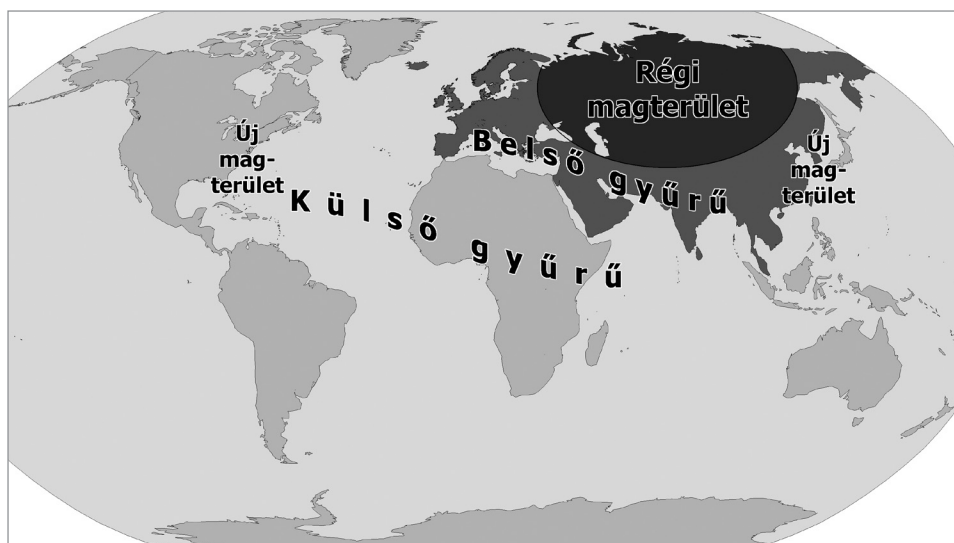 Régi
magterület
Új
mag-
terület
Belső gyűrű
Új
mag-
terület
Külső gyűrű